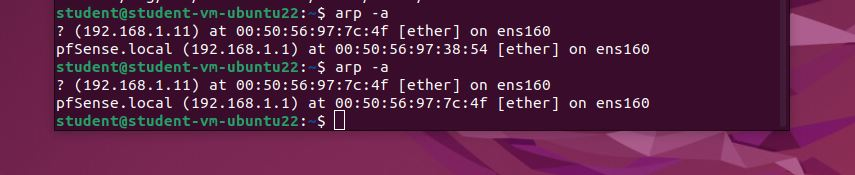 student@student-vm-ubuntu22:~$ arp -a
? (192.168.1.11) at 00:50:56:97:7c:4f [ether] on ens160
pfSense.local (192.168.1.1) at 00:50:56:97:38:54 [ether] on ens160
student@student-vm-ubuntu22:~$ arp -a
? (192.168.1.11) at 00:50:56:97:7c:4f [ether] on ens160
pfSense.local (192.168.1.1) at 00:50:56:97:7c:4f [ether] on ens160
student@student-vm-ubuntu22:~$